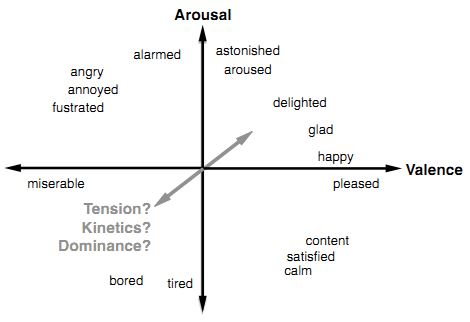 Arousal
alarmed
astonished
aroused
angry
annoyed
fustrated
delighted
glad
happy
Valence
miserable
pleased
Tension?
Kinetics?
Dominance?
content
satisfied
calm
bored
tired